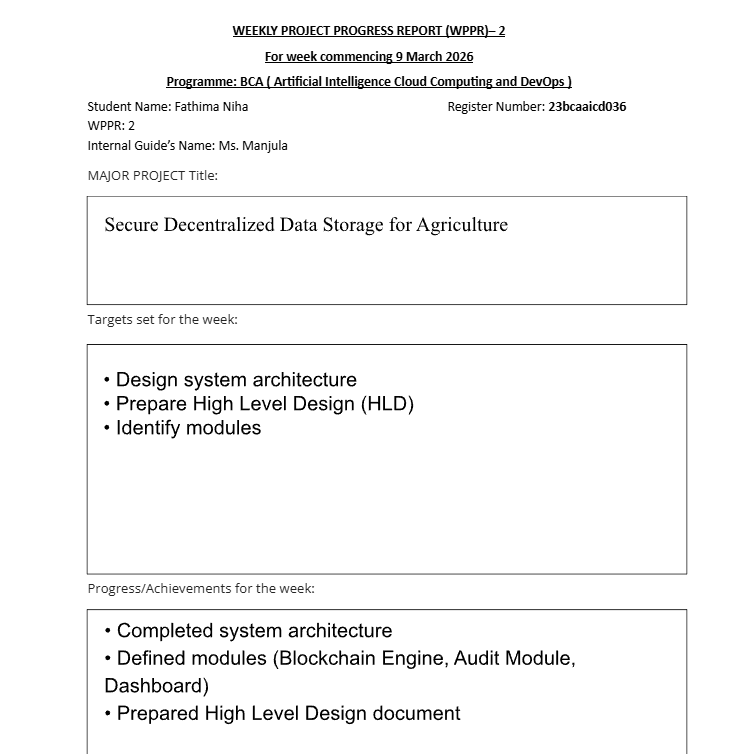 WEEKLY PROJECT PROGRESS REPORT (WPPR)– 2
For week commencing 9 March 2026
Programme: BCA ( Artificial Intelligence Cloud Computing and DevOps )
Student Name: Fathima Niha Register Number: 23bcaaicd036
WPPR: 2
Internal Guide’s Name: Ms. Manjula
MAJOR PROJECT Title:
Secure Decentralized Data Storage for Agriculture
Targets set for the week:
• Design system architecture
• Prepare High Level Design (HLD)
• Identify modules
Progress/Achievements for the week:
• Completed system architecture
• Defined modules (Blockchain Engine, Audit Module,
Dashboard)
• Prepared High Level Design document